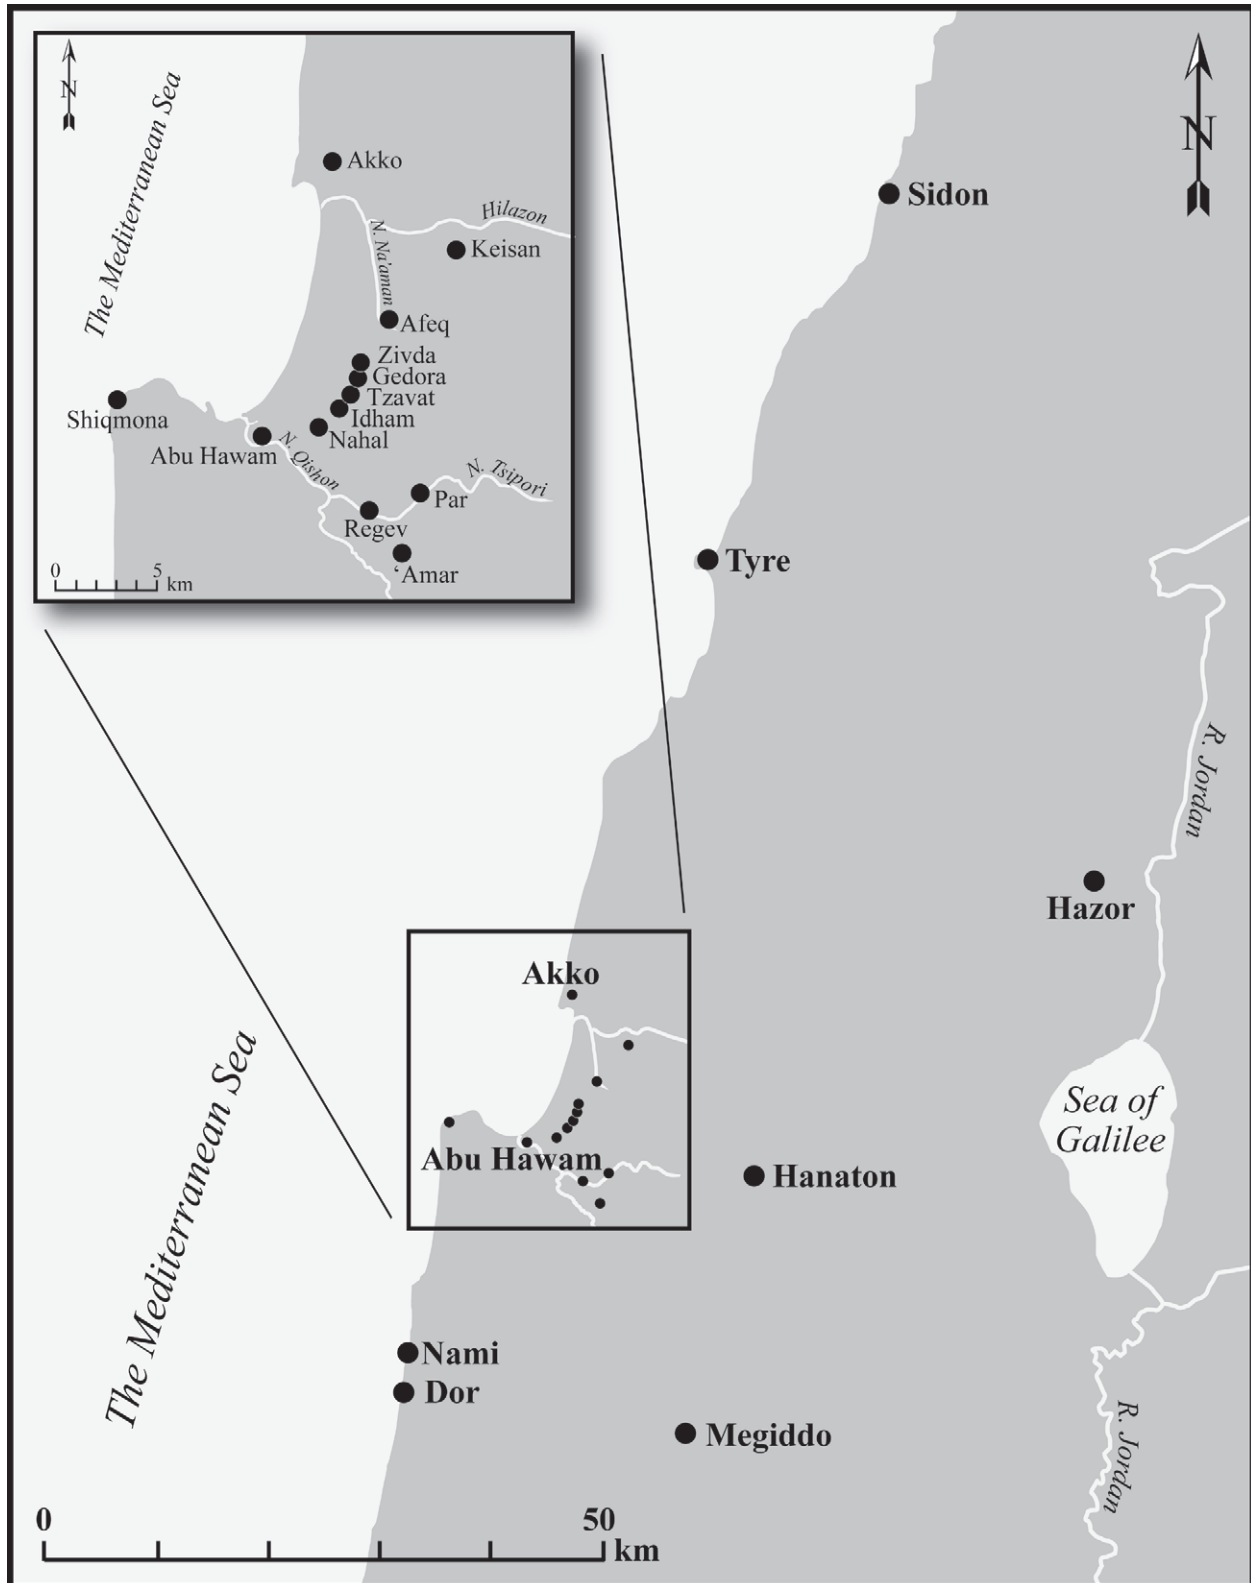 N
The Mediterranean Sea
Akko
Hilazon
N. Na'aman
Keisan
Afeq
Zivda
Gedora
Tzavat
Idham
Nahal
Shiqmona
Abu Hawam
N. Qishon
N. Tsipori
Par
Regev
‘Amar
0 5
km
N
Sidon
Tyre
R. Jordan
Hazor
Akko
Abu Hawam
Sea of
Galilee
Hanaton
The Mediterranean Sea
Nami
Dor
Megiddo
R. Jordan
0 50
km